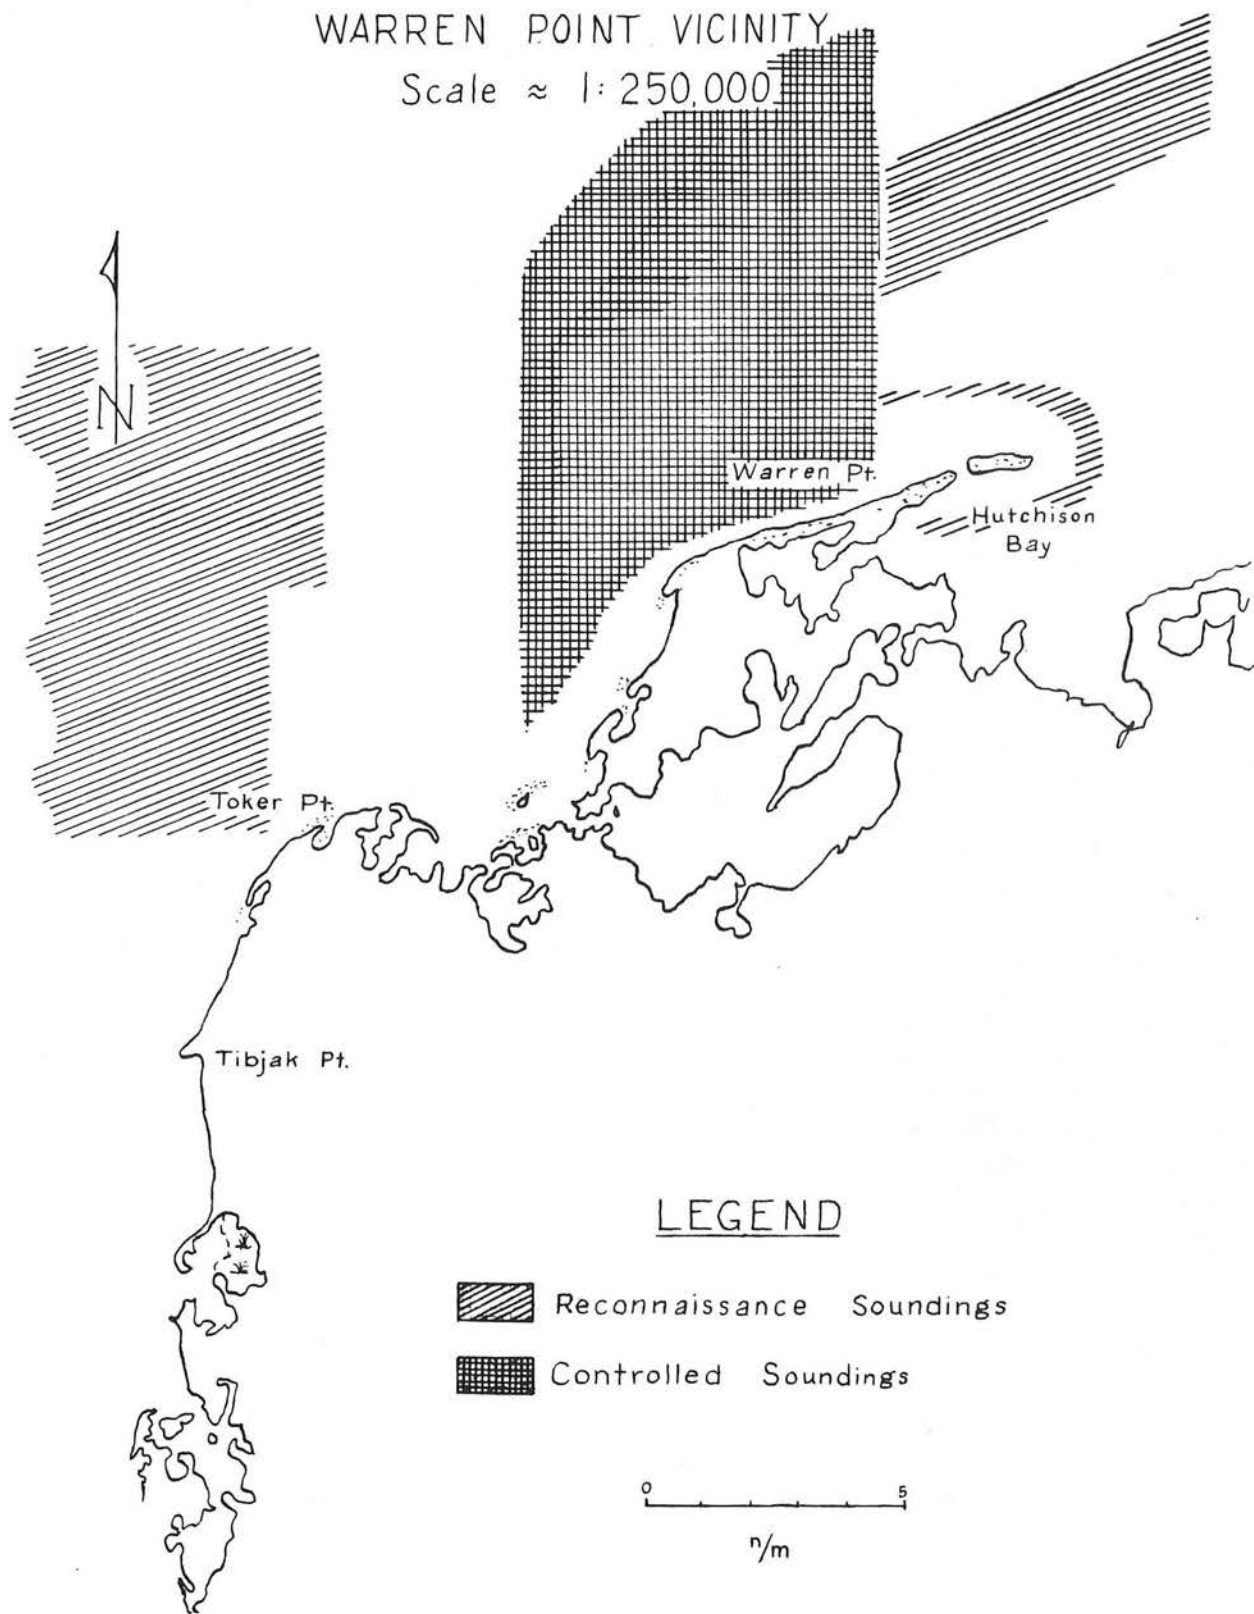 WARREN POINT VICINITY
Scale ≈ 1: 250,000
N
Warren Pt.
Hutchison
Bay
Toker Pt.
Tibjak Pt.
LEGEND
Reconnaissance Soundings
Controlled Soundings
0 5
n/m